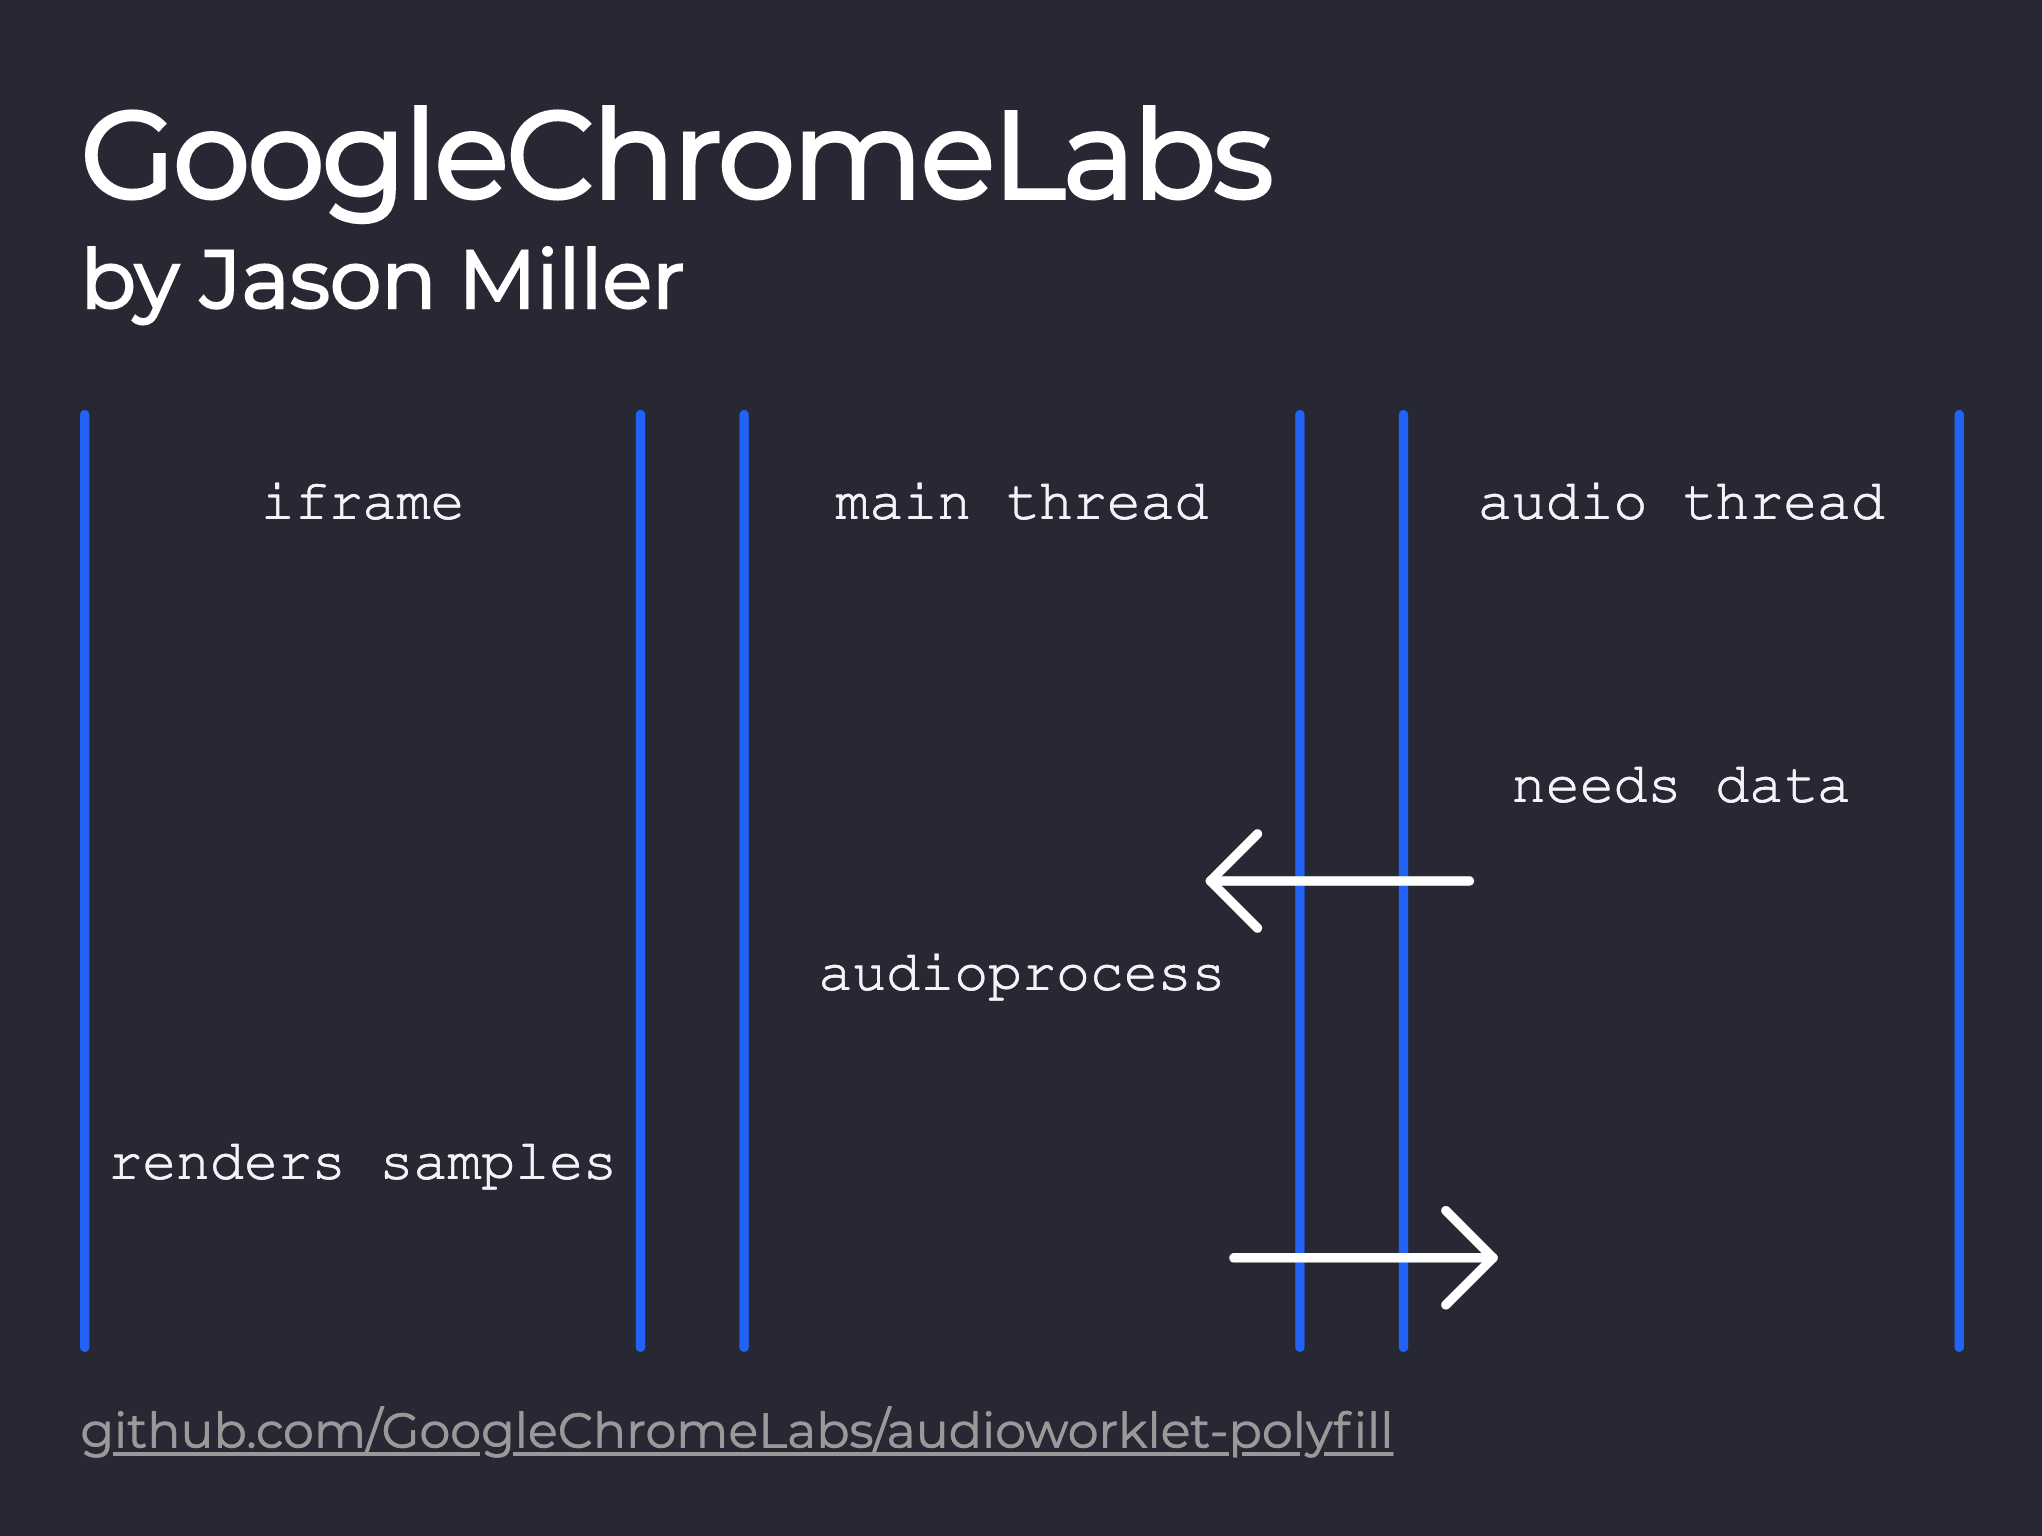 GoogleChromeLabs
by Jason Miller
iframe
main thread
audio thread
needs data
audioprocess
renders samples
github.com/GoogleChromeLabs/audioworklet-polyfill